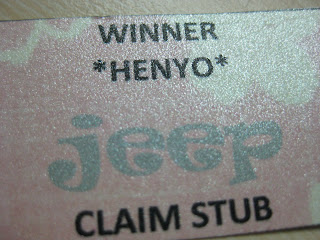 WINNER
*HENYO*
jeep
CLAIM STUB